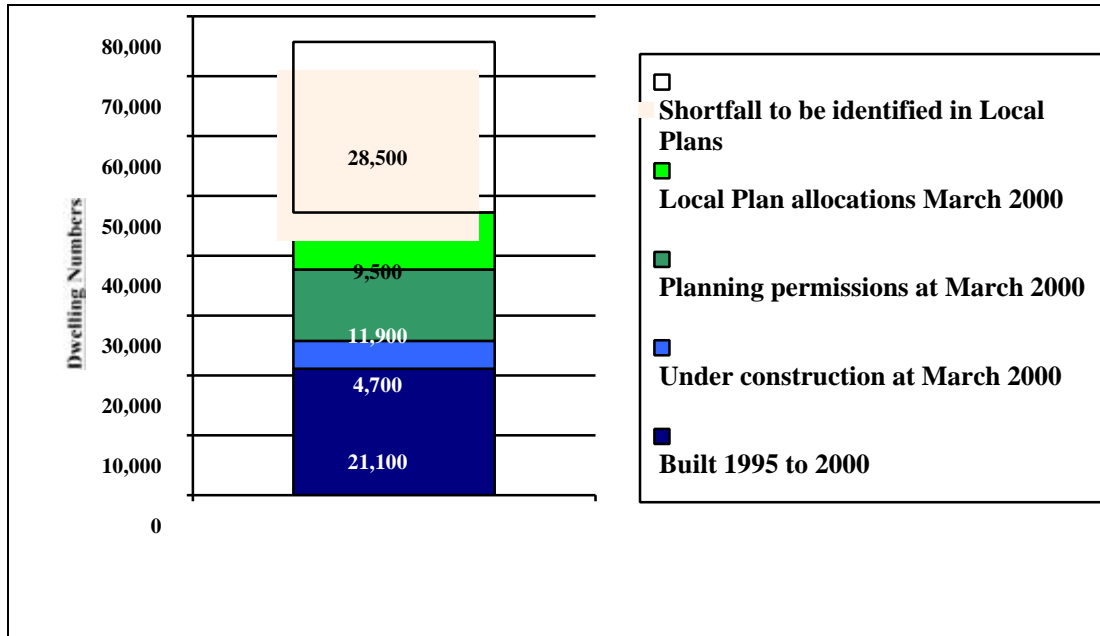 80,000
70,000
60,000
50,000
40,000
30,000
20,000
10,000
0
Dwelling Numbers
28,500
9,500
11,900
4,700
21,100
Shortfall to be identified in Local
Plans
Local Plan allocations March 2000
Planning permissions at March 2000
Under construction at March 2000
Built 1995 to 2000